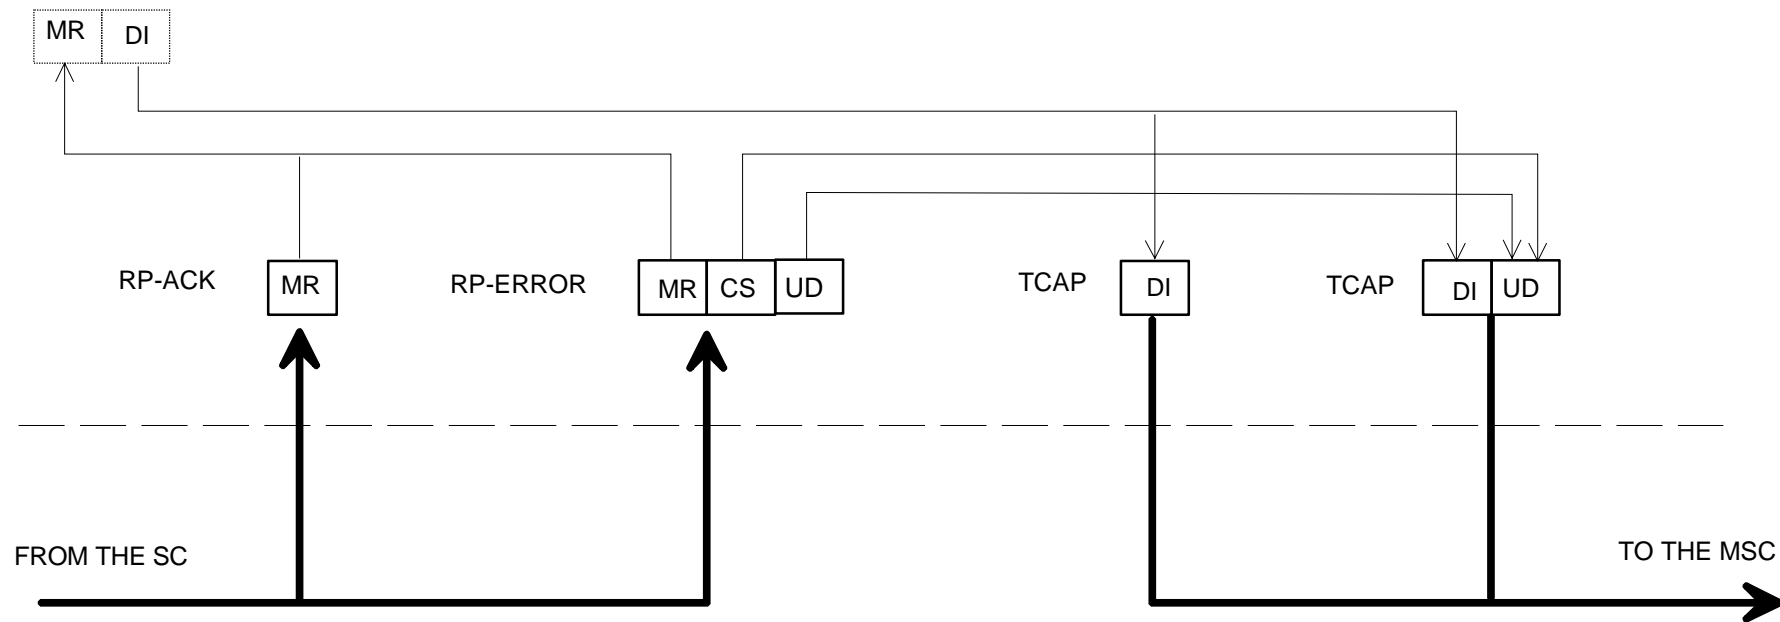 MR DI
RP-ACK MR RP-ERROR MR CS UD TCAP DI TCAP DI UD
FROM THE SC TO THE MSC